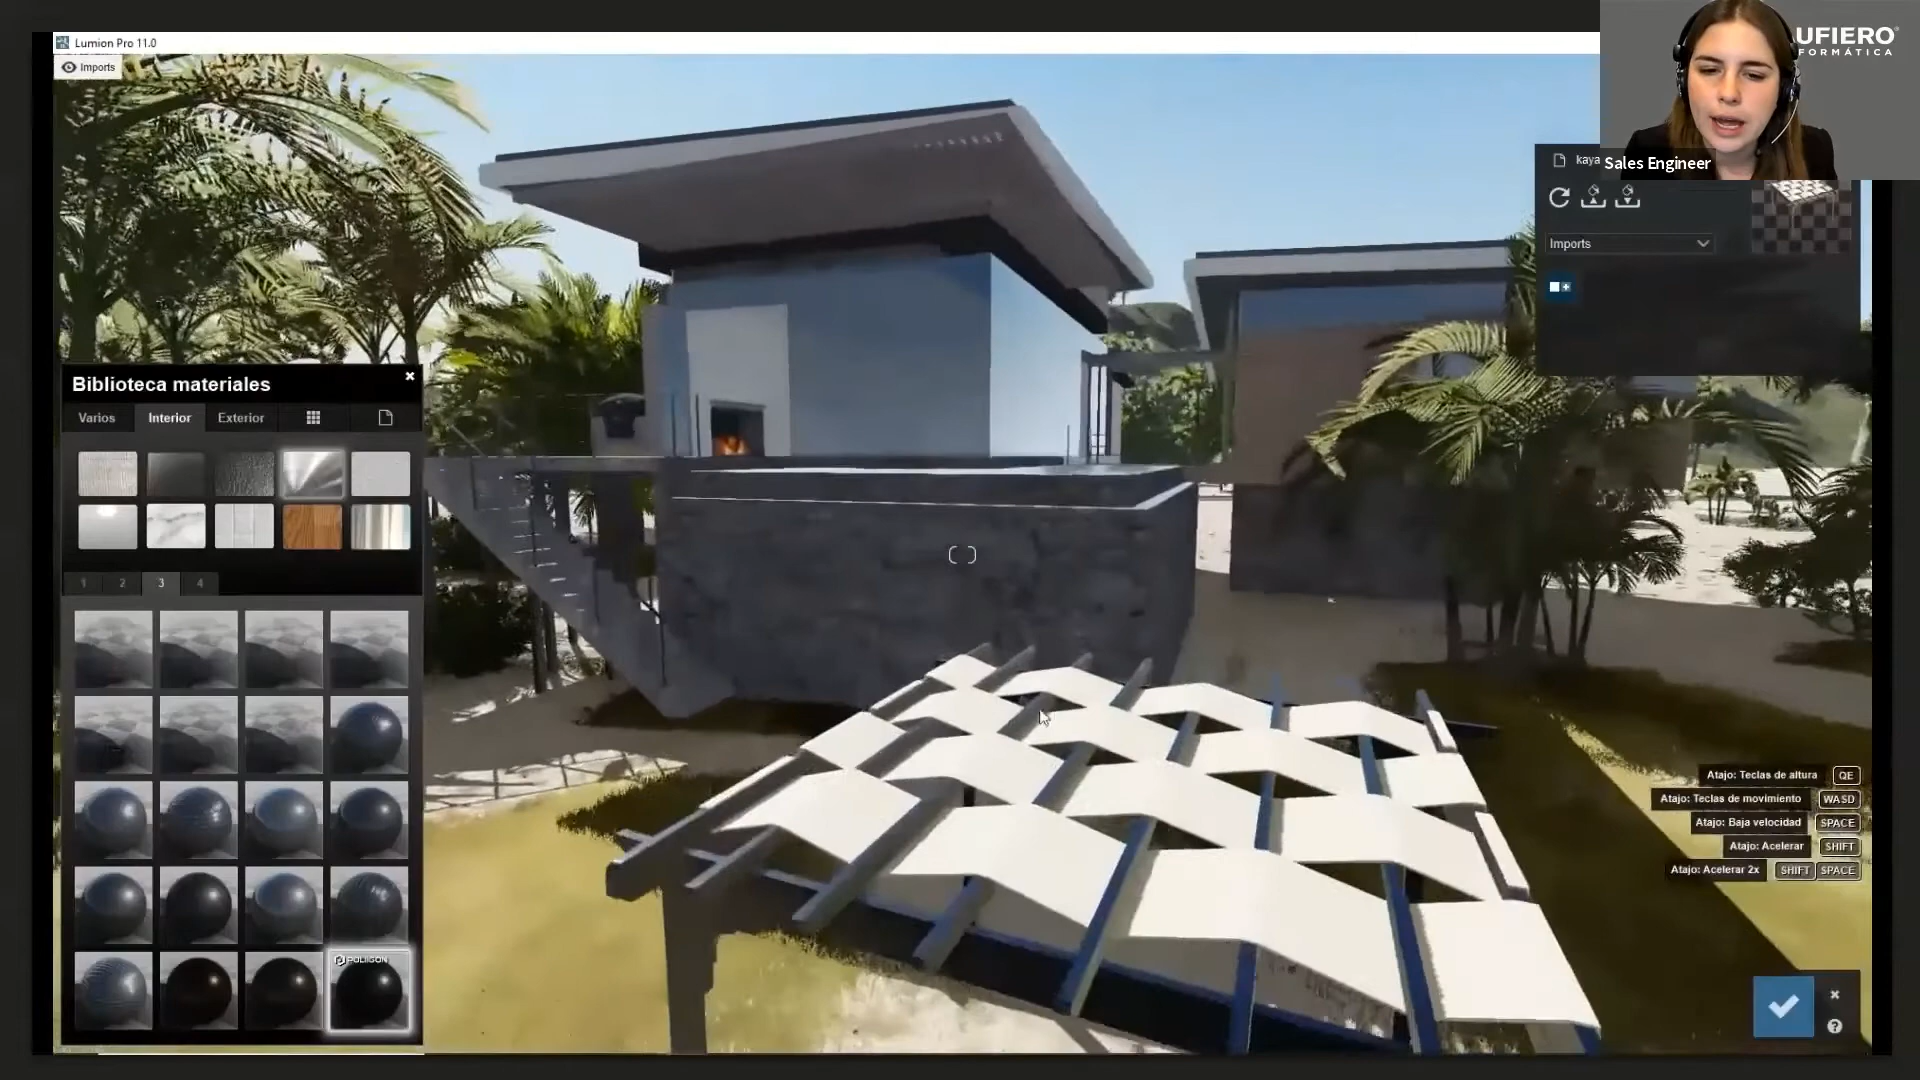 Lumion Pro 11.0
Imports
UFIERO
FORMÁTICA
kaya
Sales Engineer
Imports
Biblioteca materiales
Varios
Interior
Exterior
1 2 3 4
POLIIGON
Atajo: Teclas de altura QE
Atajo: Teclas de movimiento WASD
Atajo: Baja velocidad SPACE
Atajo: Acelerar SHIFT
Atajo: Acelerar 2x SHIFT SPACE